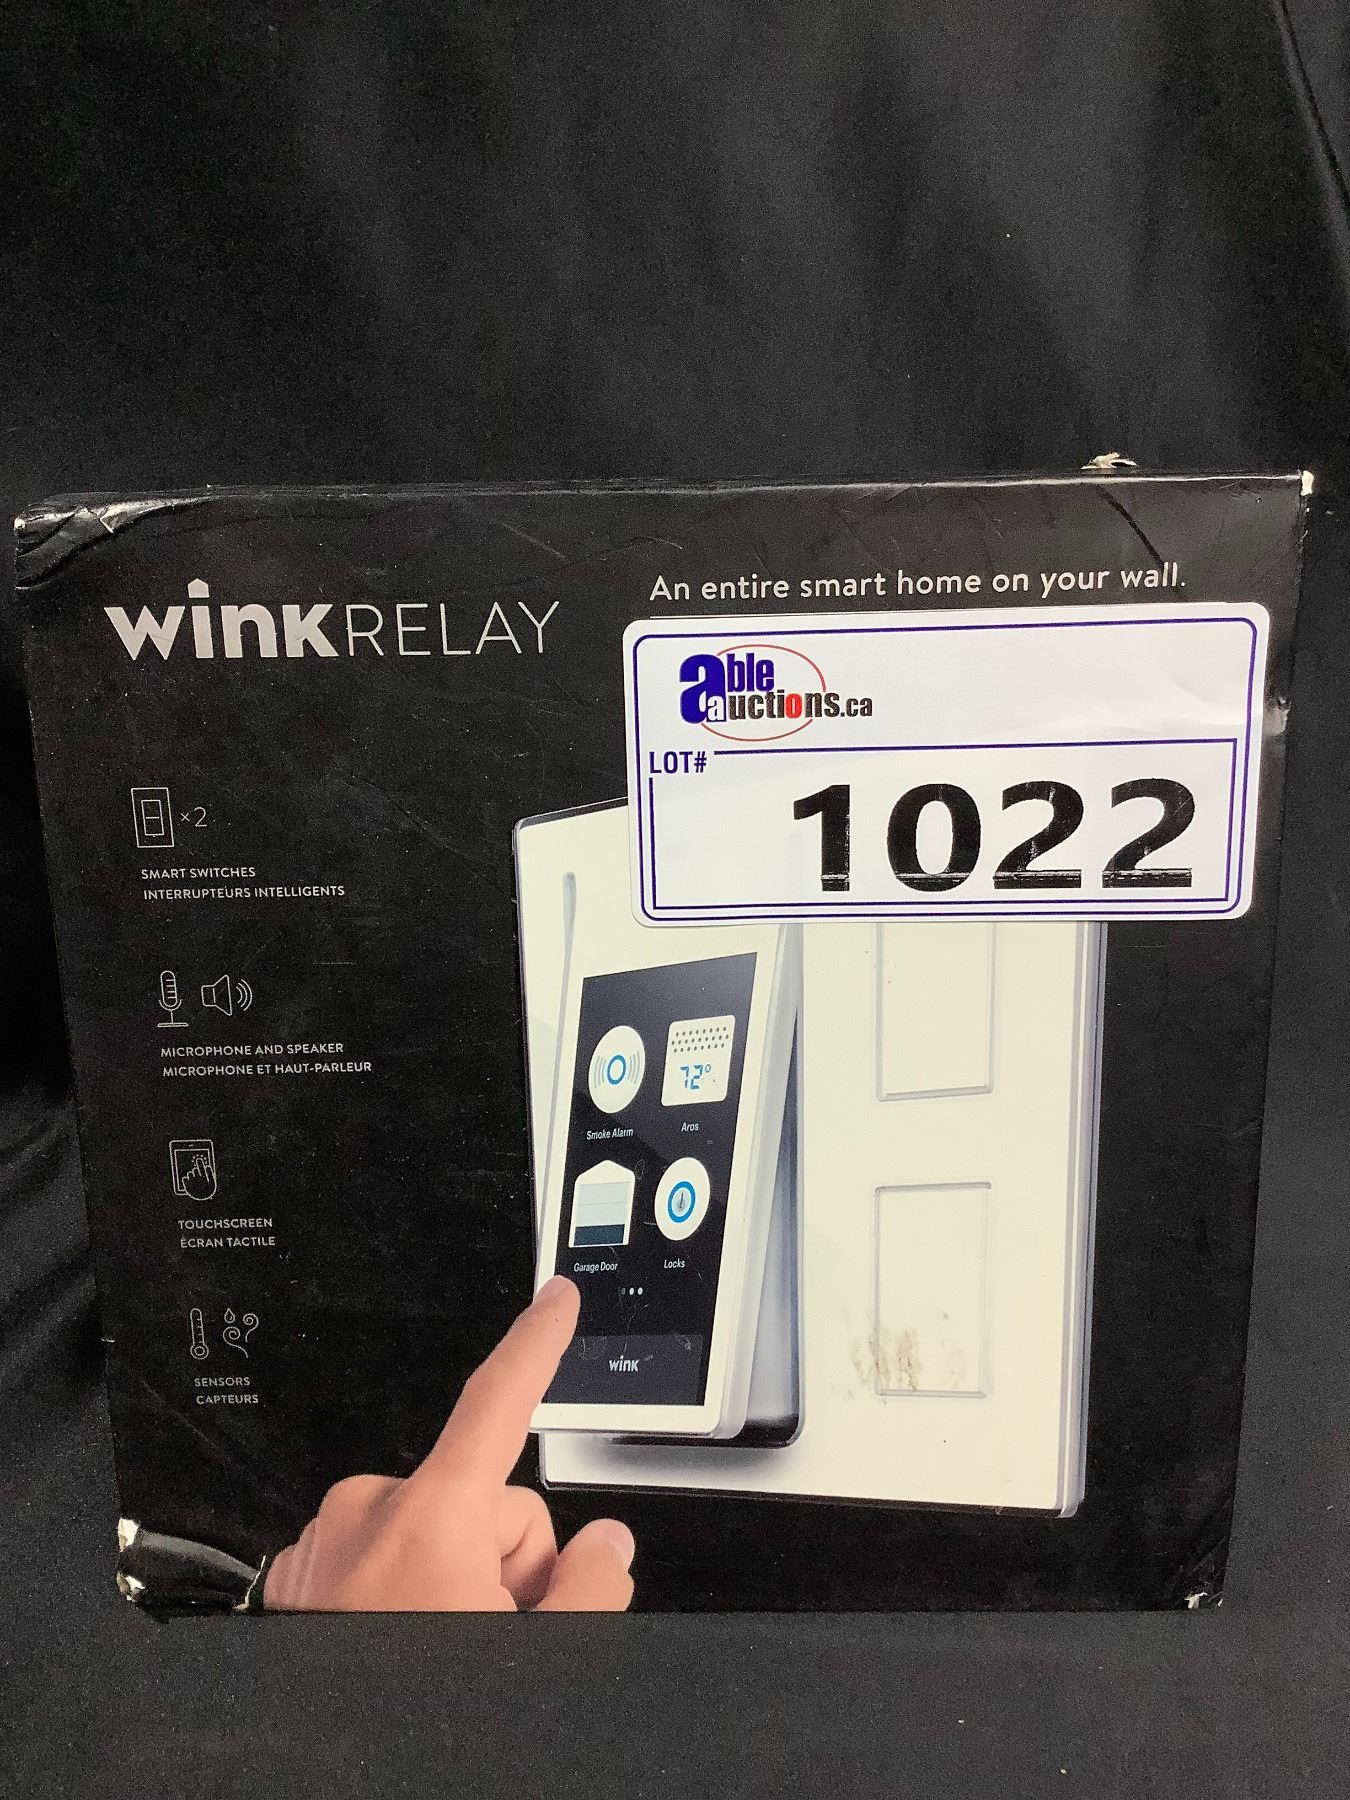 winkRELAY
An entire smart home on your wall.
able
auctions.ca
LOT#
1022
×2
SMART SWITCHES
INTERRUPTEURS INTELLIGENTS
MICROPHONE AND SPEAKER
MICROPHONE ET HAUT-PARLEUR
TOUCHSCREEN
ÉCRAN TACTILE
SENSORS
CAPTEURS
72°
Smoke Alarm
Aros
Garage Door
Locks
wink